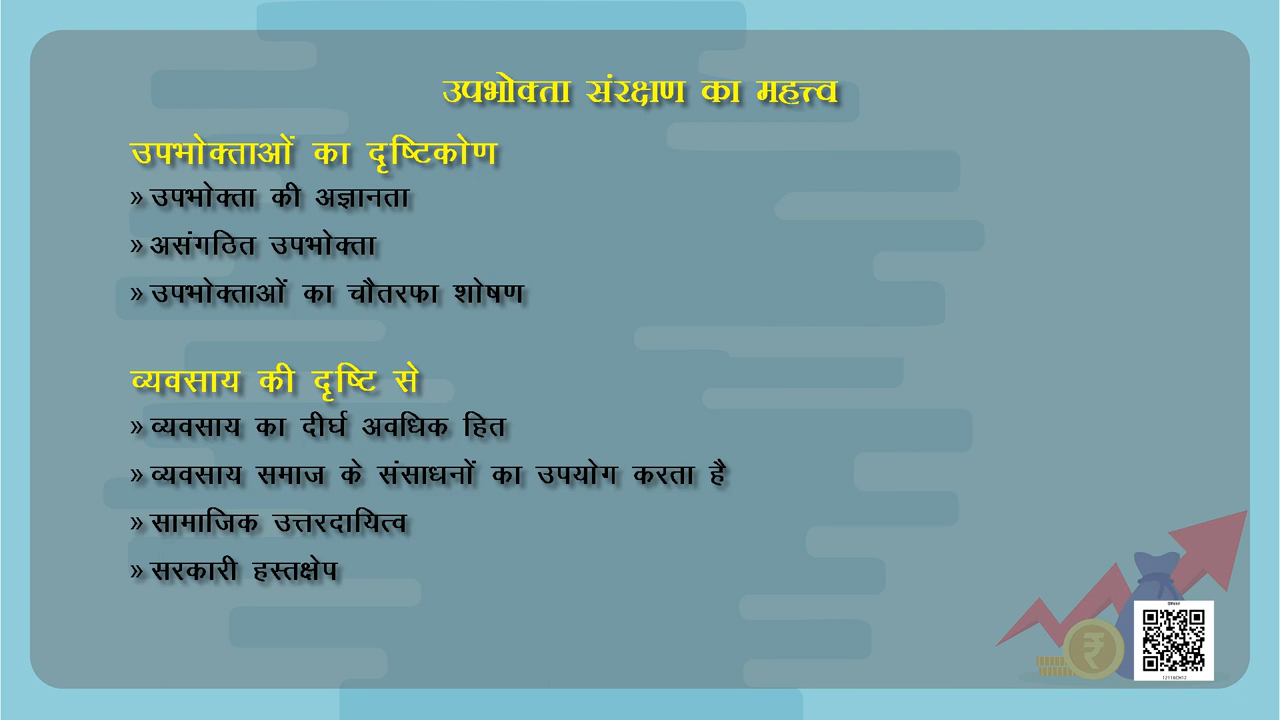 उपभोक्ता संरक्षण का महत्त्व
उपभोक्ताओं का दृष्टिकोण
» उपभोक्ता की अज्ञानता
» असंगठित उपभोक्ता
» उपभोक्ताओं का चौतरफा शोषण
व्यवसाय की दृष्टि से
» व्यवसाय का दीर्घ अवधिक हित
» व्यवसाय समाज के संसाधनों का उपयोग करता है
» सामाजिक उत्तरदायित्व
» सरकारी हस्तक्षेप
12116CH12